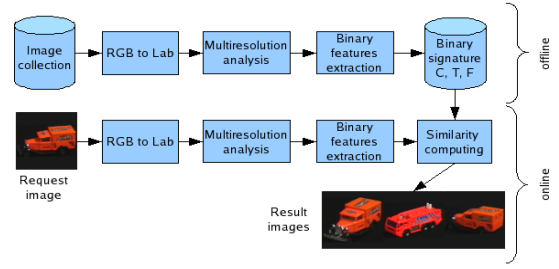 Image
collection
RGB to Lab
Multiresolution
analysis
Binary
features
extraction
Binary
signature
C, T, F
offline
Request
image
RGB to Lab
Multiresolution
analysis
Binary
features
extraction
Similarity
computing
online
Result
images